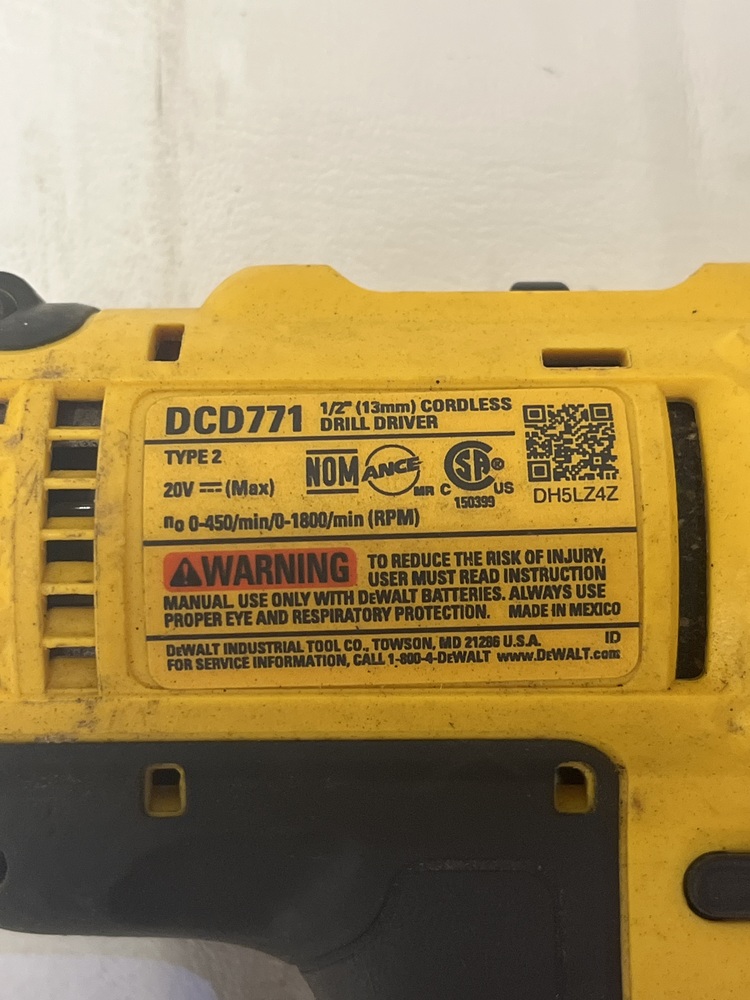 DCD771 1/2" (13mm) CORDLESS
DRILL DRIVER
TYPE 2
20V (Max)
NOM ANCE
MR C SA® US
150399
DH5LZ4Z
no 0-450/min/0-1800/min (RPM)
WARNING TO REDUCE THE RISK OF INJURY,
USER MUST READ INSTRUCTION
MANUAL. USE ONLY WITH DEWALT BATTERIES. ALWAYS USE
PROPER EYE AND RESPIRATORY PROTECTION. MADE IN MEXICO
DEWALT INDUSTRIAL TOOL CO., TOWSON, MD 21286 U.S.A. ID
FOR SERVICE INFORMATION, CALL 1-800-4-DEWALT www.DEWALT.com